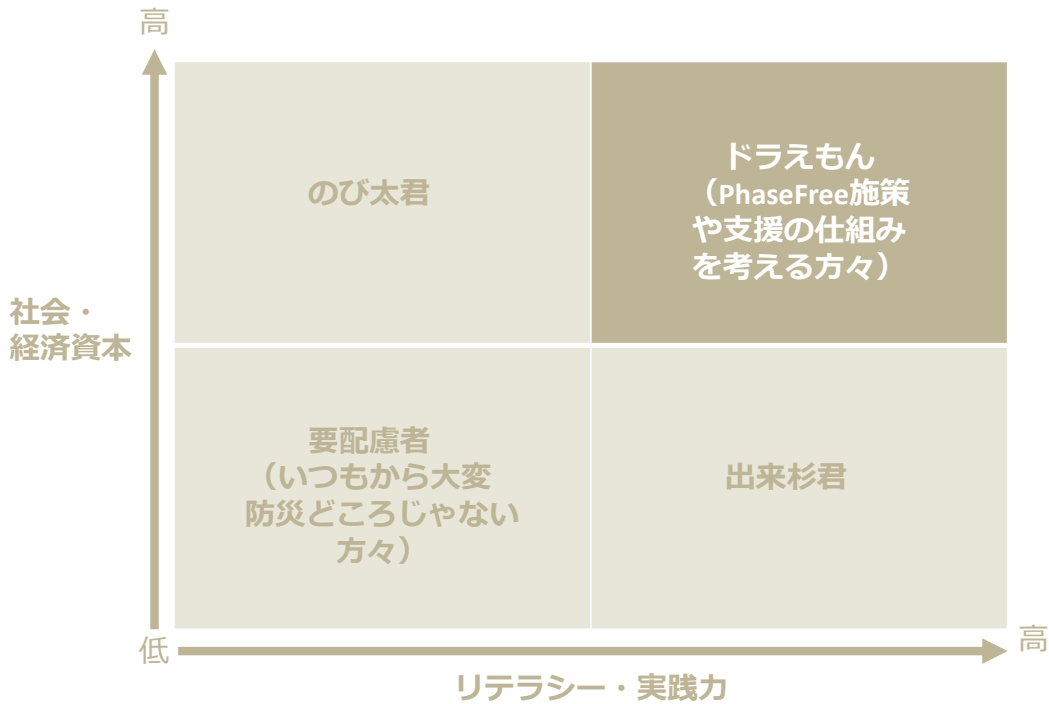 高
のび太君
ドラえもん
（PhaseFree施策
や支援の仕組み
を考える方々）
社会・
経済資本
要配慮者
（いつもから大変
防災どころじゃない
方々）
出来杉君
低
高
リテラシー・実践力